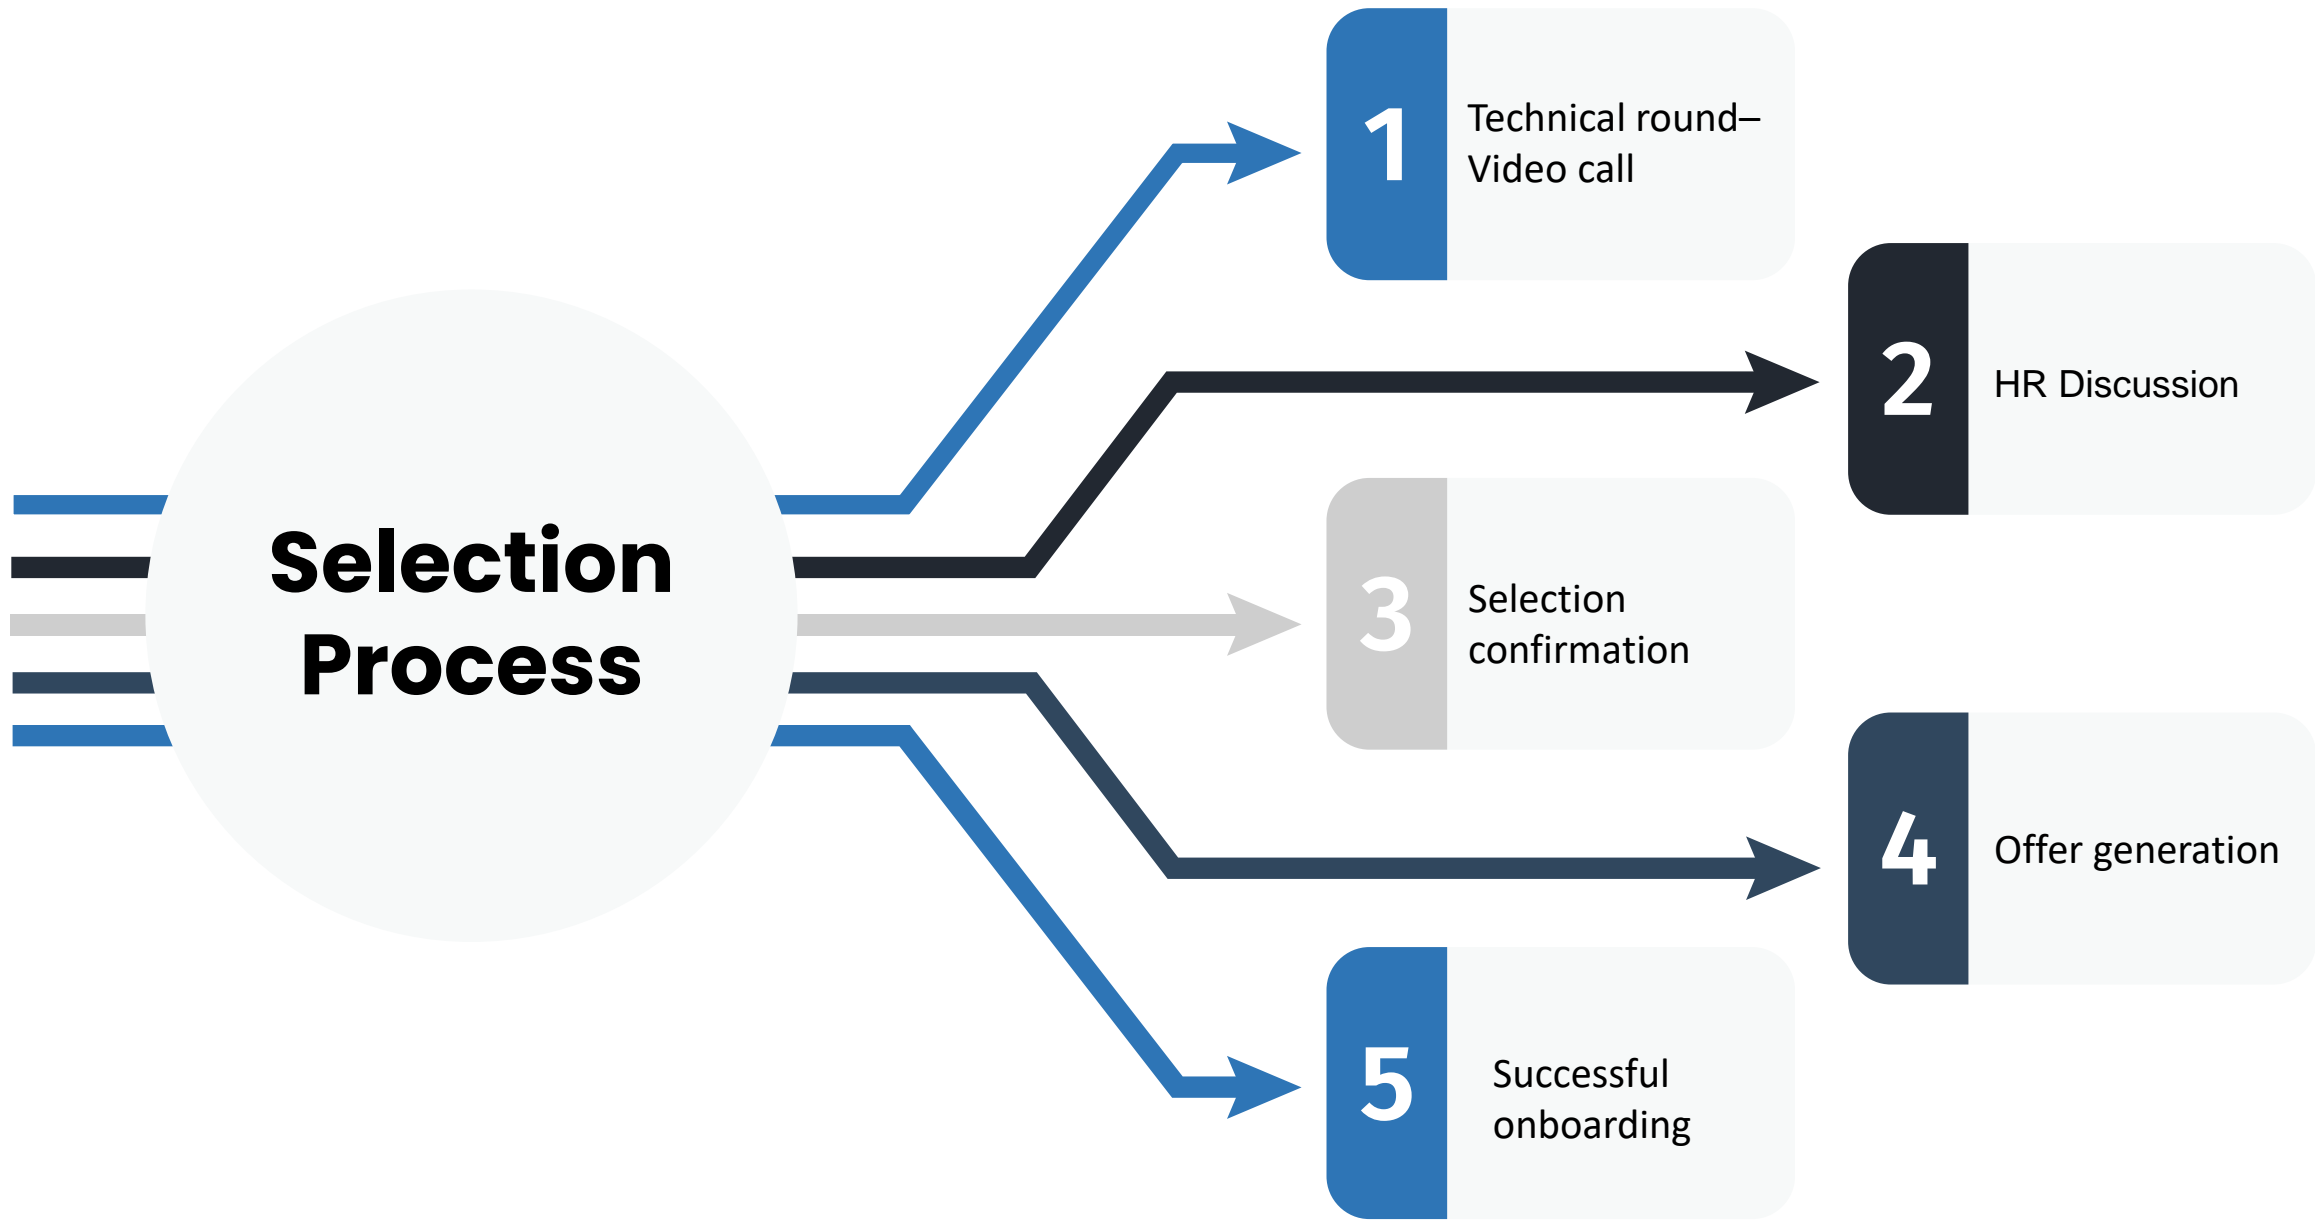 Selection
Process
1
Technical round–
Video call
2
HR Discussion
3
Selection
confirmation
4
Offer generation
5
Successful
onboarding